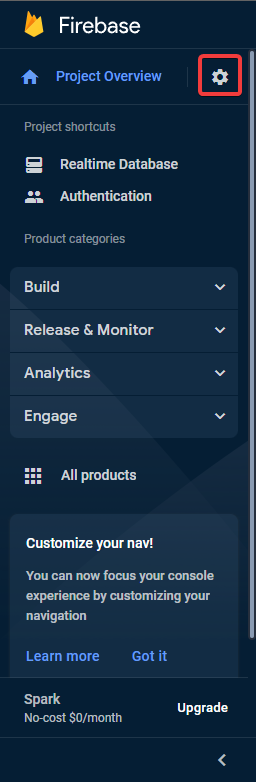 Firebase
Project Overview
Project shortcuts
Realtime Database
Authentication
Product categories
Build
Release & Monitor
Analytics
Engage
All products
Customize your nav!
You can now focus your console
experience by customizing your
navigation
Learn more Got it
Spark
No-cost $0/month
Upgrade